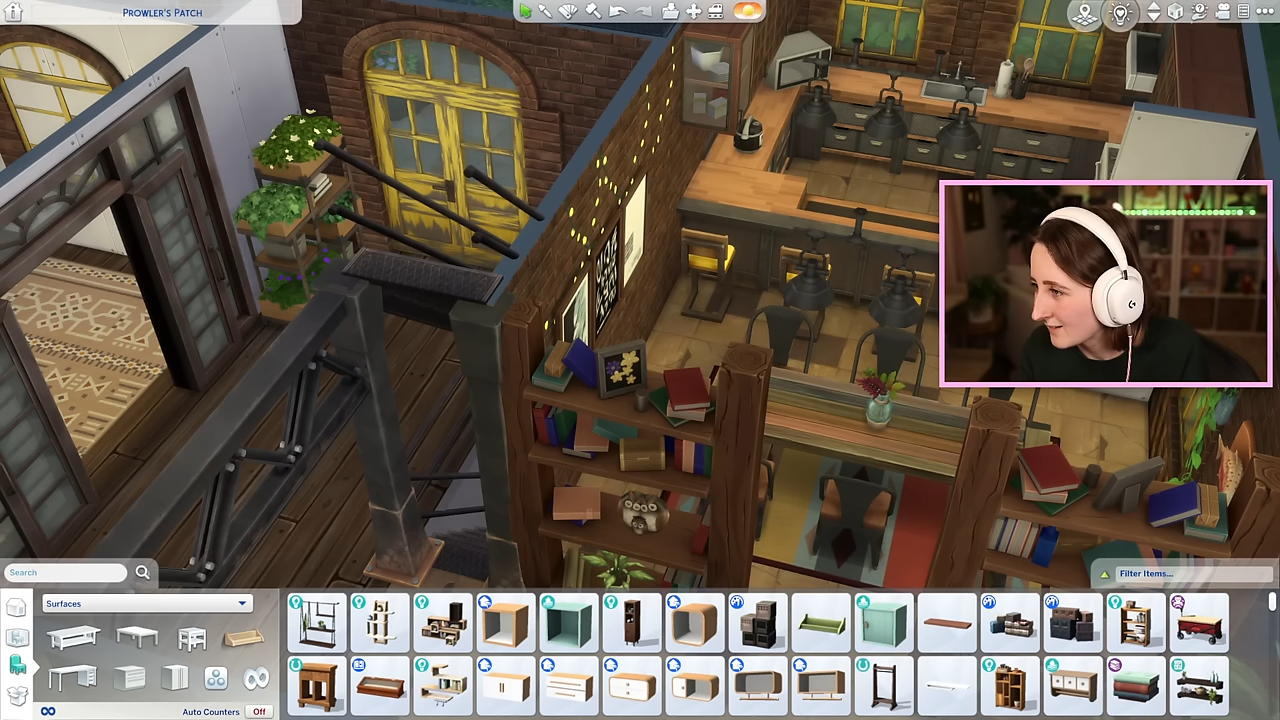 PROWLER'S PATCH
Search
Filter Items...
Surfaces
Auto Counters
Off